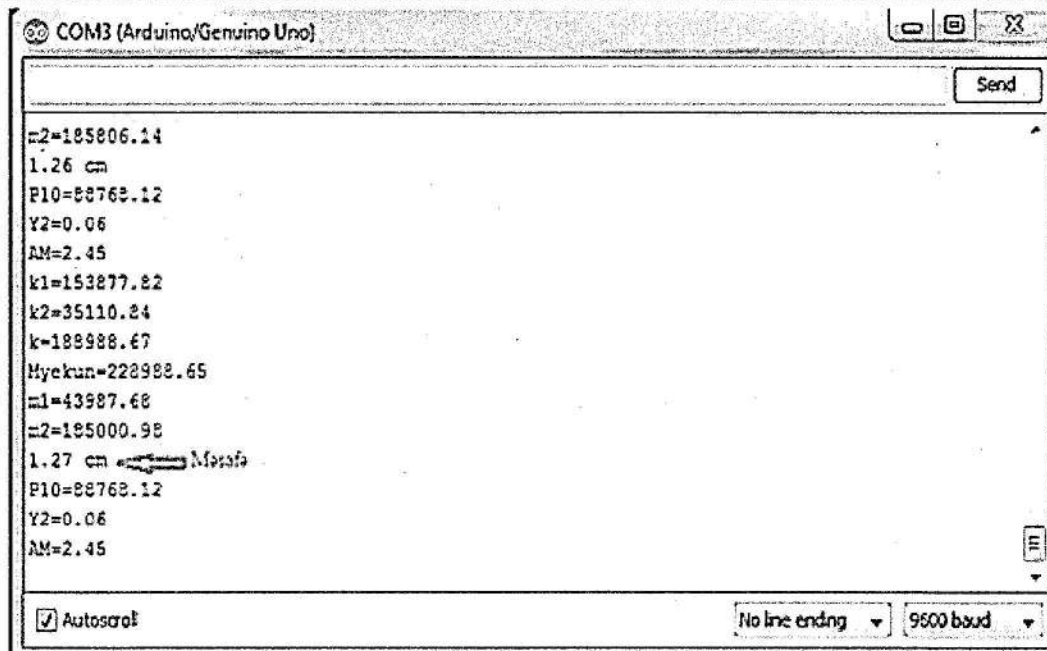 COM3 (Arduino/Genuino Uno)
Send
m2=185806.14
1.26 cm
P10=88768.12
Y2=0.06
AM=2.45
k1=153877.82
k2=35110.84
k=188988.67
Myekun=228988.65
m1=43987.68
m2=185000.98
1.27 cm Məsafə
P10=88768.12
Y2=0.06
AM=2.45
Autoscroll
No line ending
9600 baud